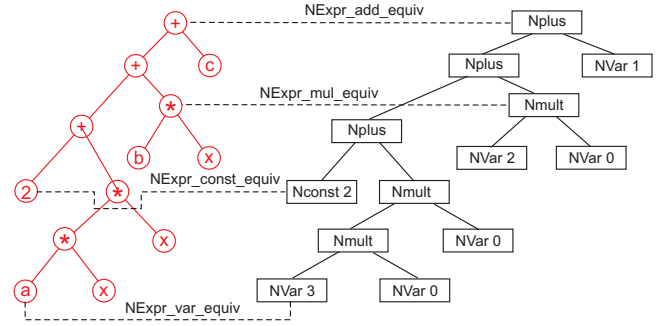 + NExpr_add_equiv Nplus
+ c Nplus NVar 1
* NExpr_mul_equiv Nmult
+ b x Nplus NVar 2 NVar 0
2 * NExpr_const_equiv Nconst 2 Nmult
* x Nmult NVar 0
a x NExpr_var_equiv NVar 3 NVar 0